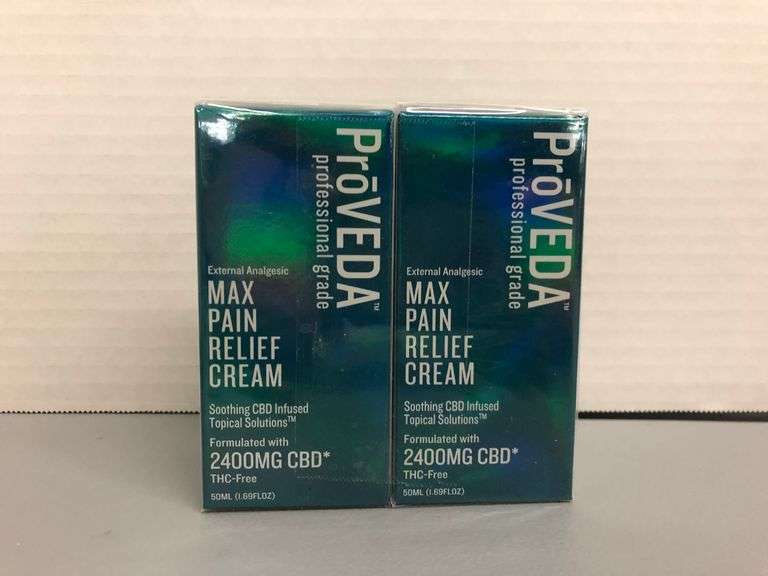 PrōVEDA™
professional grade
External Analgesic
MAX
PAIN
RELIEF
CREAM
Soothing CBD Infused
Topical Solutions™
Formulated with
2400MG CBD*
THC-Free
50ML (1.69FLOZ)
PrōVEDA™
professional grade
External Analgesic
MAX
PAIN
RELIEF
CREAM
Soothing CBD Infused
Topical Solutions™
Formulated with
2400MG CBD*
THC-Free
50ML (1.69FLOZ)